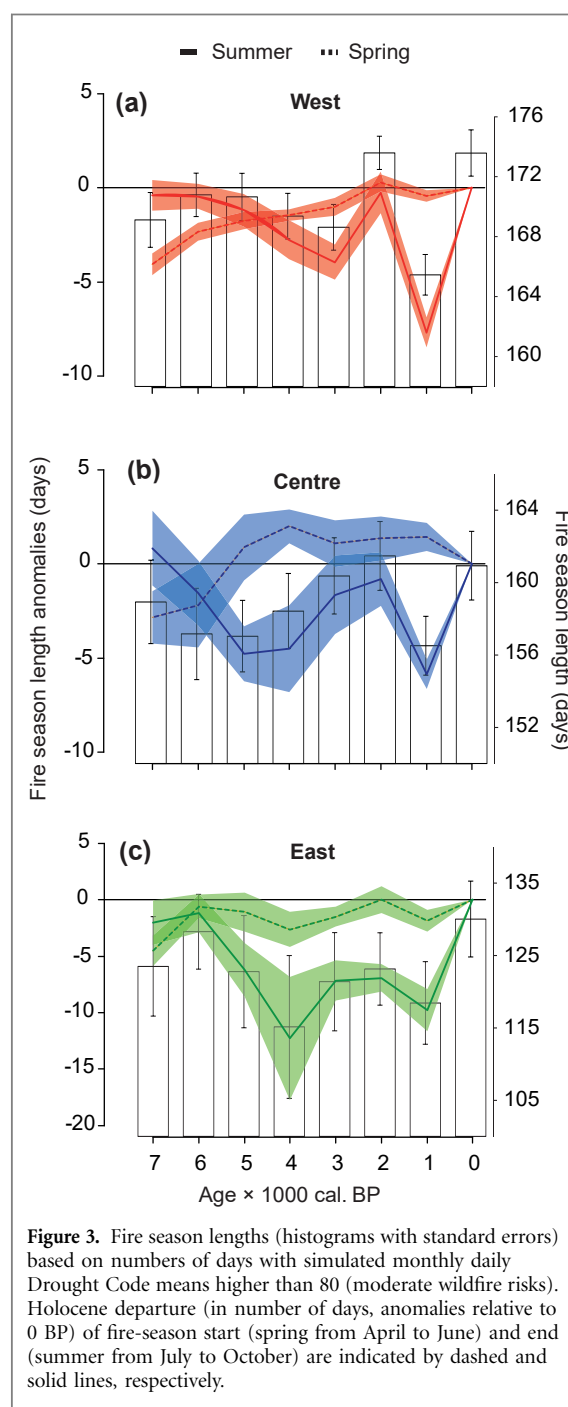 Summer Spring
(a) West
5
0
-5
-10
176
172
168
164
160
(b) Centre
5
0
-5
-10
164
160
156
152
(c) East
5
0
-5
-10
-15
-20
135
125
115
105
Fire season length anomalies (days)
Fire season length
(days)
7 6 5 4 3 2 1 0
Age × 1000 cal. BP
Figure 3. Fire season lengths (histograms with standard errors)
based on numbers of days with simulated monthly daily
Drought Code means higher than 80 (moderate wildfire risks).
Holocene departure (in number of days, anomalies relative to
0 BP) of fire-season start (spring from April to June) and end
(summer from July to October) are indicated by dashed and
solid lines, respectively.